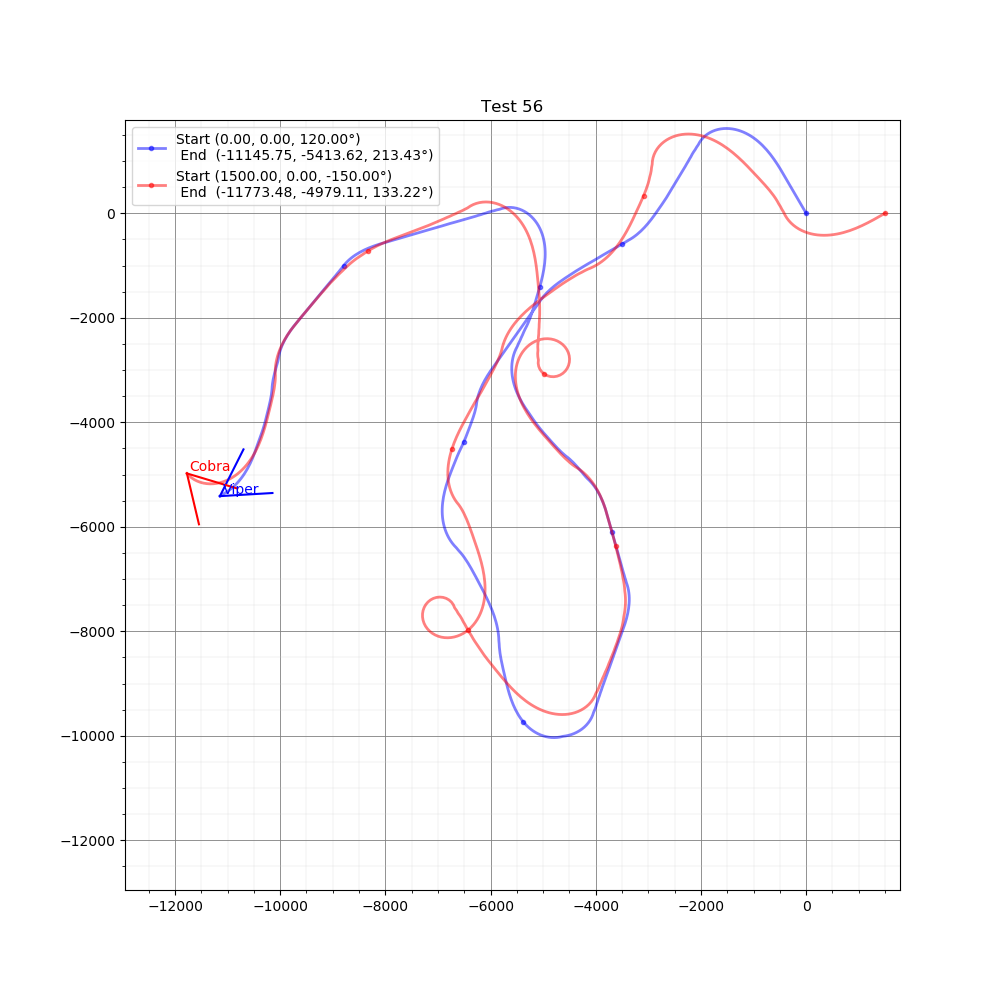 Test 56
Start (0.00, 0.00, 120.00°)
End (-11145.75, -5413.62, 213.43°)
Start (1500.00, 0.00, -150.00°)
End (-11773.48, -4979.11, 133.22°)
0
−2000
−4000
−6000
−8000
−10000
−12000
Cobra
Viper
−12000 −10000 −8000 −6000 −4000 −2000 0